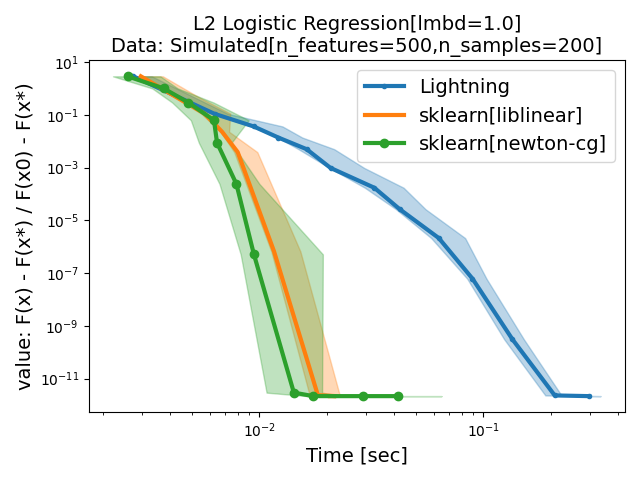 L2 Logistic Regression[lmbd=1.0]
Data: Simulated[n_features=500,n_samples=200]
value: F(x) - F(x*) / F(x0) - F(x*)
10¹
10⁻¹
10⁻³
10⁻⁵
10⁻⁷
10⁻⁹
10⁻¹¹
Lightning
sklearn[liblinear]
sklearn[newton-cg]
10⁻²
10⁻¹
Time [sec]